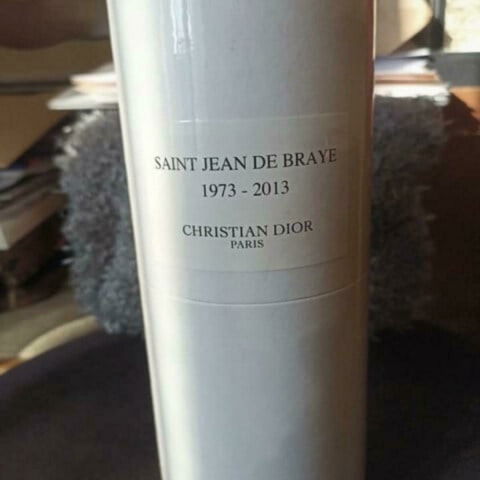 SAINT JEAN DE BRAYE
1973 - 2013
CHRISTIAN DIOR
PARIS